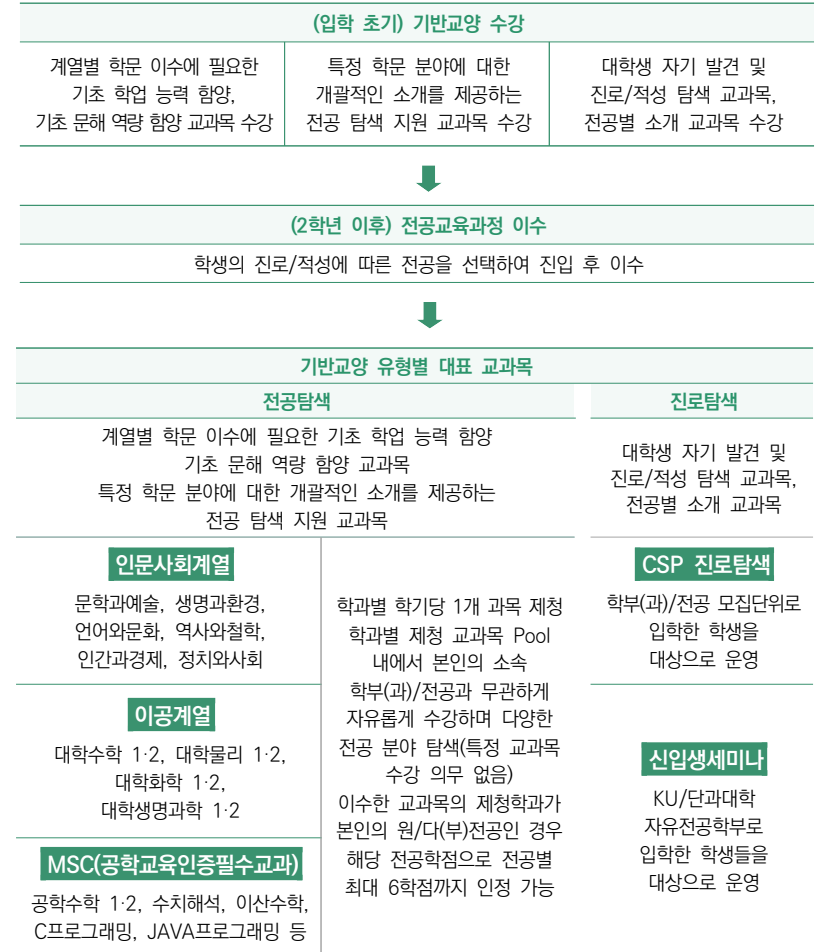 (입학 초기) 기반교양 수강
계열별 학문 이수에 필요한
기초 학업 능력 함양,
기초 문해 역량 함양 교과목 수강
특정 학문 분야에 대한
개괄적인 소개를 제공하는
전공 탐색 지원 교과목 수강
대학생 자기 발견 및
진로/적성 탐색 교과목,
전공별 소개 교과목 수강
(2학년 이후) 전공교육과정 이수
학생의 진로/적성에 따른 전공을 선택하여 진입 후 이수
기반교양 유형별 대표 교과목
전공탐색
계열별 학문 이수에 필요한 기초 학업 능력 함양
기초 문해 역량 함양 교과목
특정 학문 분야에 대한 개괄적인 소개를 제공하는
전공 탐색 지원 교과목
인문사회계열
문학과예술, 생명과환경,
언어와문화, 역사와철학,
인간과경제, 정치와사회
이공계열
대학수학 1·2, 대학물리 1·2,
대학화학 1·2,
대학생명과학 1·2
MSC(공학교육인증필수교과)
공학수학 1·2, 수치해석, 이산수학,
C프로그래밍, JAVA프로그래밍 등
학과별 학기당 1개 과목 제청
학과별 제청 교과목 Pool
내에서 본인의 소속
학부(과)/전공과 무관하게
자유롭게 수강하며 다양한
전공 분야 탐색(특정 교과목
수강 의무 없음)
이수한 교과목의 제청학과가
본인의 원/다(부)전공인 경우
해당 전공학점으로 전공별
최대 6학점까지 인정 가능
진로탐색
대학생 자기 발견 및
진로/적성 탐색 교과목,
전공별 소개 교과목
CSP 진로탐색
학부(과)/전공 모집단위로
입학한 학생을
대상으로 운영
신입생세미나
KU/단과대학
자유전공학부로
입학한 학생들을
대상으로 운영